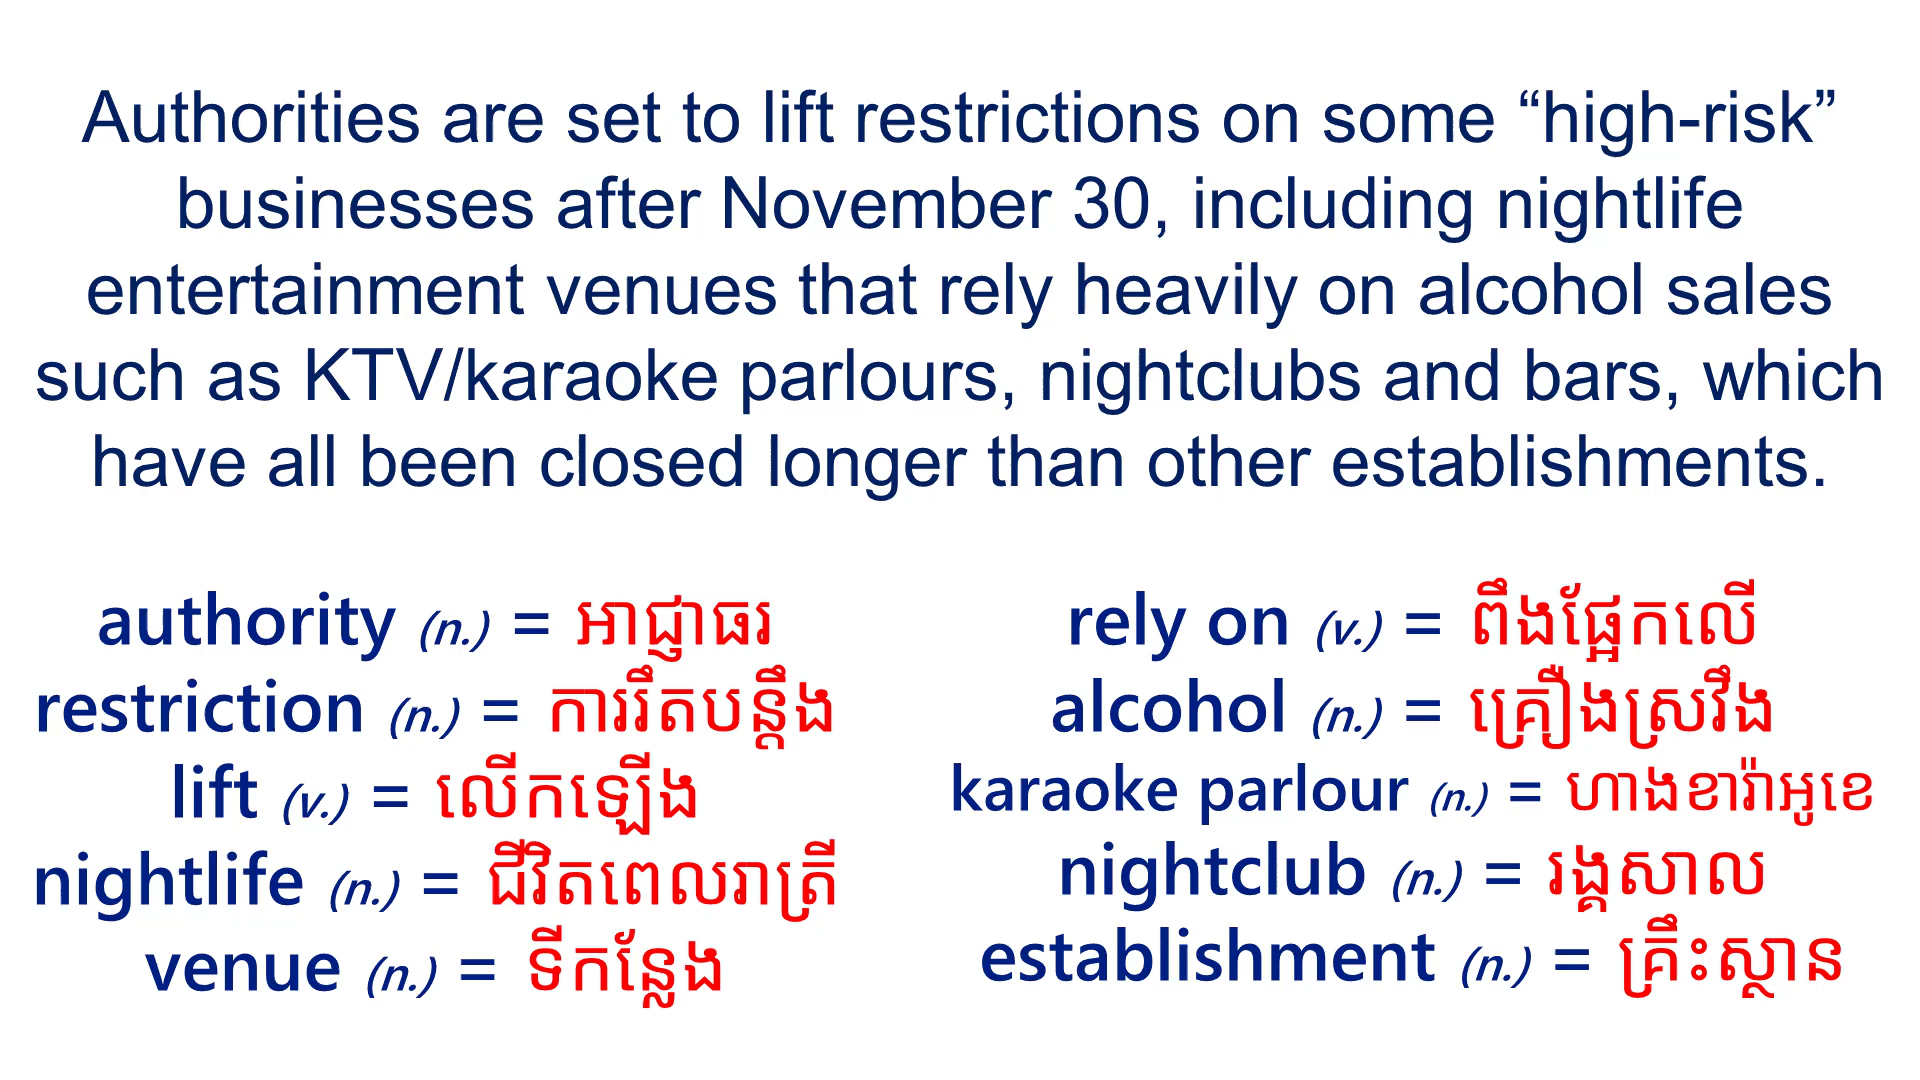 Authorities are set to lift restrictions on some “high-risk”
businesses after November 30, including nightlife
entertainment venues that rely heavily on alcohol sales
such as KTV/karaoke parlours, nightclubs and bars, which
have all been closed longer than other establishments.
authority (n.) = អាជ្ញាធរ
restriction (n.) = ការរឹតបន្តឹង
lift (v.) = លើកឡើង
nightlife (n.) = ជីវិតពេលរាត្រី
venue (n.) = ទីកន្លែង
rely on (v.) = ពឹងផ្អែកលើ
alcohol (n.) = គ្រឿងស្រវឹង
karaoke parlour (n.) = ហាងខារ៉ាអូខេ
nightclub (n.) = រង្គសាល
establishment (n.) = គ្រឹះស្ថាន